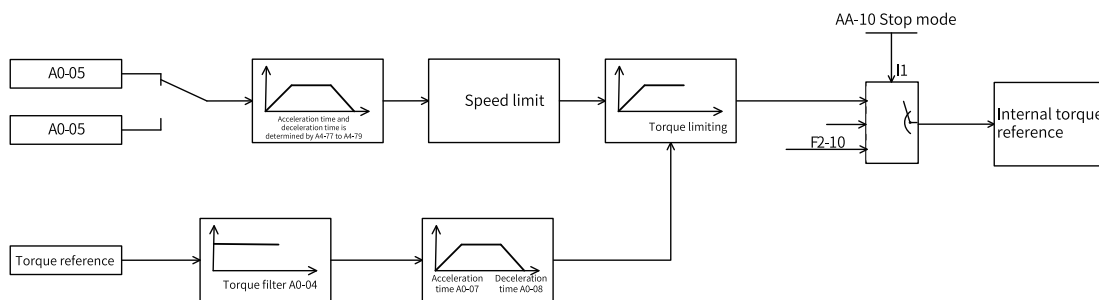 AA-10 Stop mode
A0-05
A0-05
Acceleration time and
deceleration time is
determined by A4-77 to A4-79
Speed limit
Torque limiting
I1
F2-10
Internal torque
reference
Torque reference
Torque filter A0-04
Acceleration
time A0-07
Deceleration
time A0-08